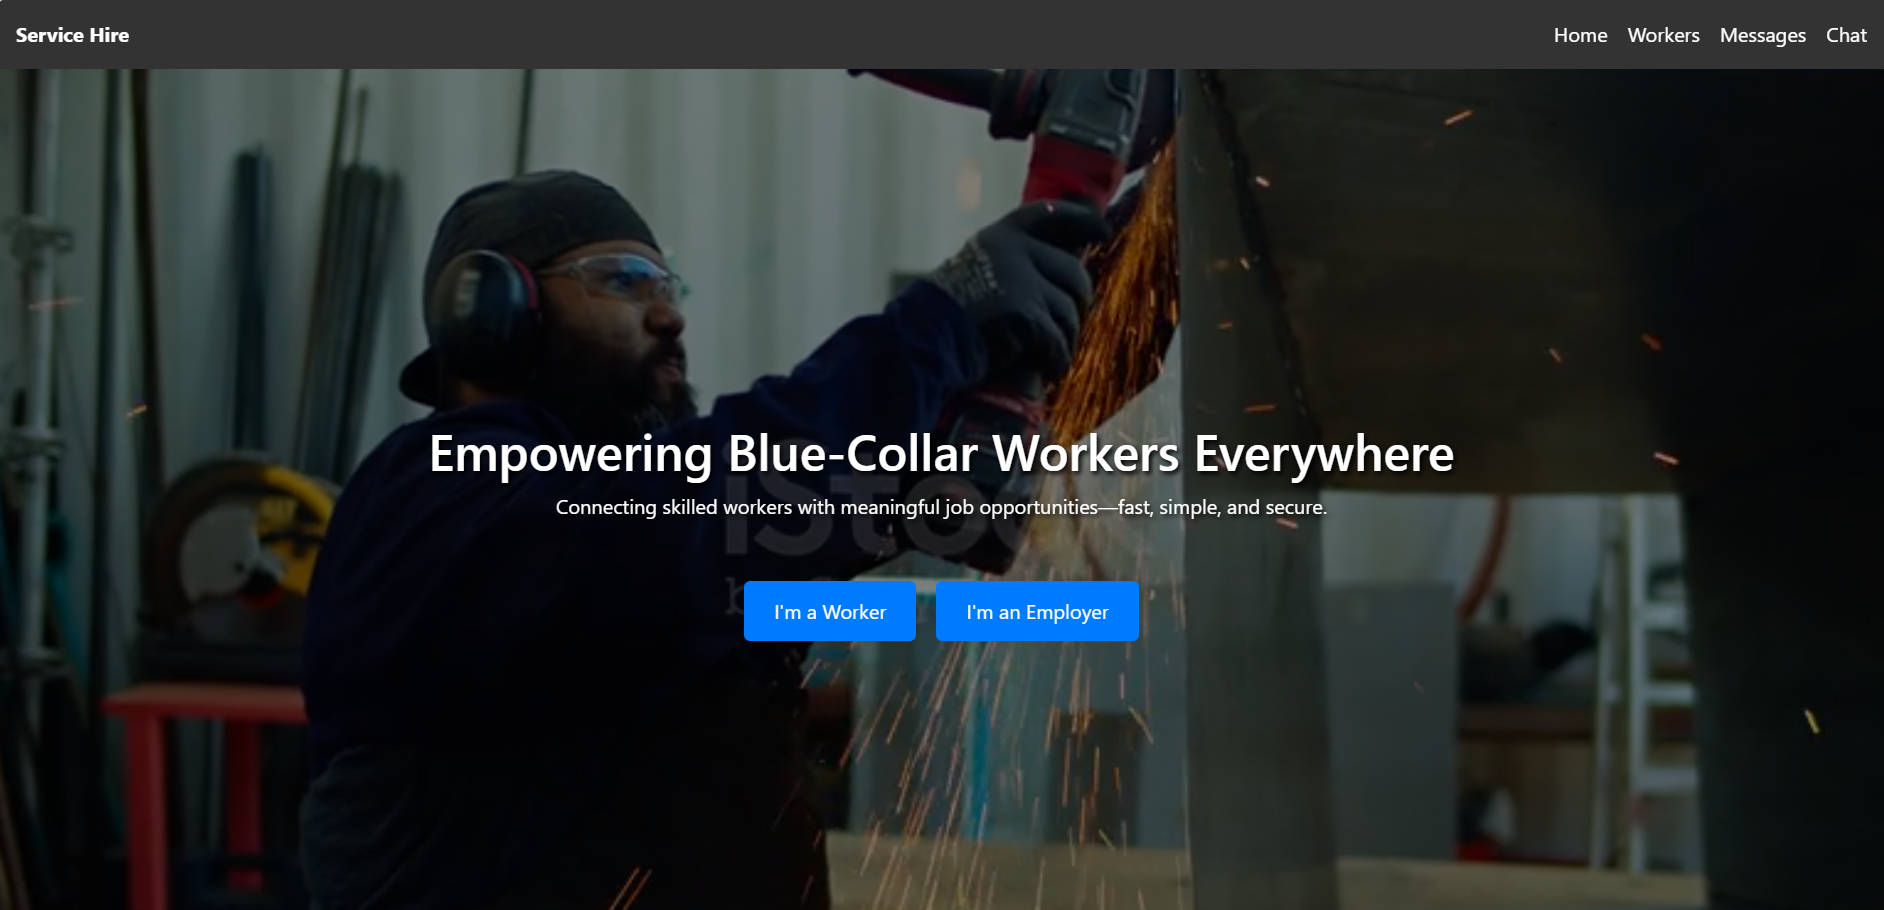 Service Hire
Home Workers Messages Chat
Empowering Blue-Collar Workers Everywhere
Connecting skilled workers with meaningful job opportunities—fast, simple, and secure.
iStock
I'm a Worker I'm an Employer